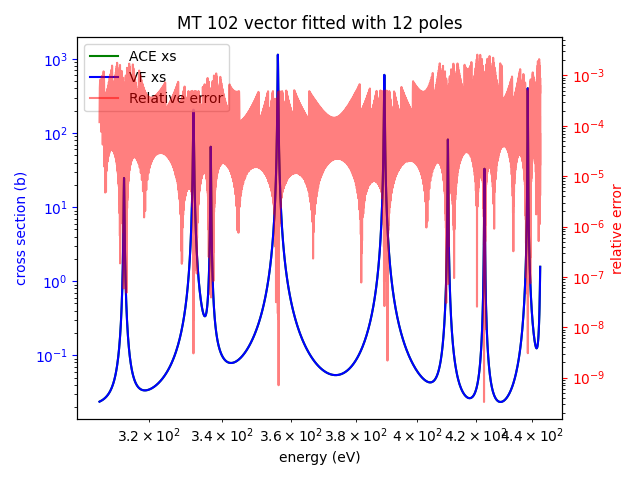 MT 102 vector fitted with 12 poles
ACE xs
VF xs
Relative error
cross section (b)
10³
10²
10¹
10⁰
10⁻¹
10⁻³
10⁻⁴
10⁻⁵
10⁻⁶
10⁻⁷
10⁻⁸
10⁻⁹
relative error
3.2 × 10² 3.4 × 10² 3.6 × 10² 3.8 × 10² 4 × 10² 4.2 × 10² 4.4 × 10²
energy (eV)